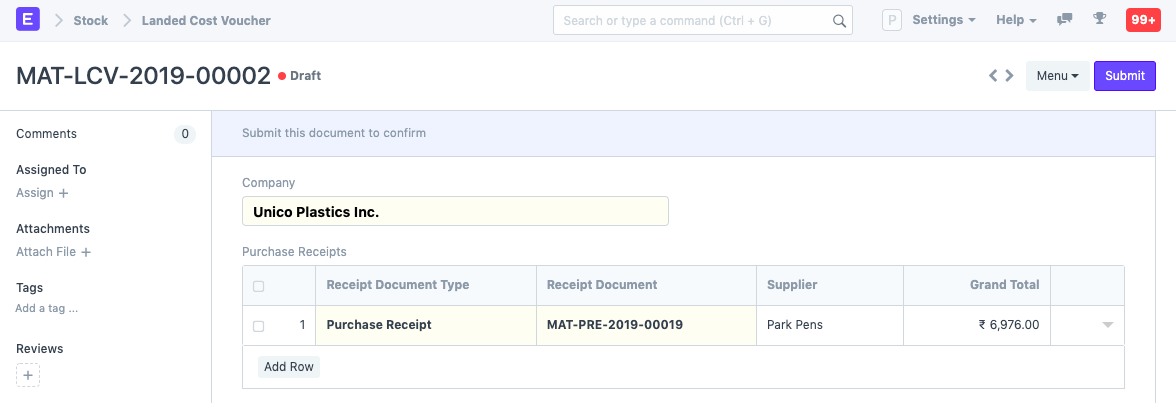 E Stock Landed Cost Voucher Search or type a command (Ctrl + G) P Settings Help 99+
MAT-LCV-2019-00002 Draft Menu Submit
Comments 0
Assigned To
Assign +
Attachments
Attach File +
Tags
Add a tag ...
Reviews
+
Submit this document to confirm
Company
Unico Plastics Inc.
Purchase Receipts
Receipt Document Type Receipt Document Supplier Grand Total
1 Purchase Receipt MAT-PRE-2019-00019 Park Pens ₹ 6,976.00
Add Row